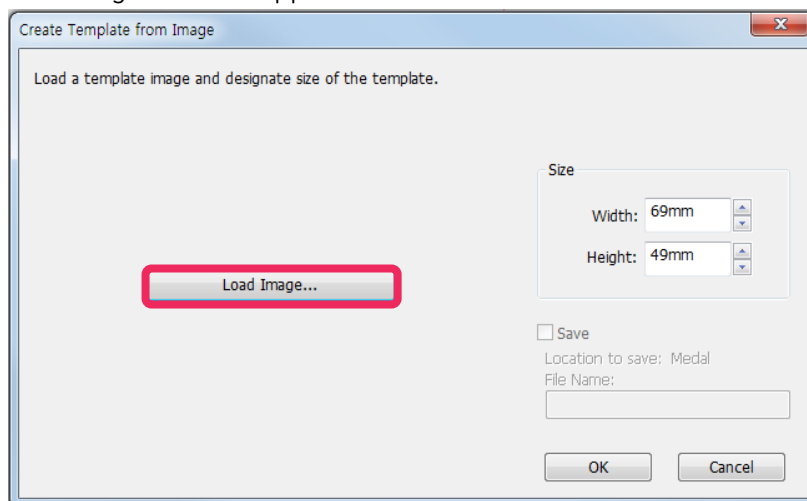 Create Template from Image
Load a template image and designate size of the template.
Size
Width: 69mm
Height: 49mm
Load Image...
Save
Location to save: Medal
File Name:
OK Cancel